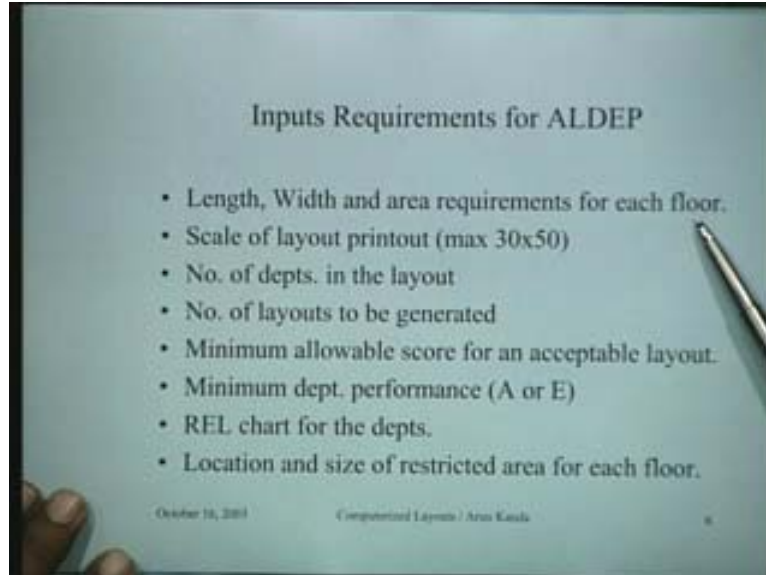 Inputs Requirements for ALDEP
• Length, Width and area requirements for each floor.
• Scale of layout printout (max 30x50)
• No. of depts. in the layout
• No. of layouts to be generated
• Minimum allowable score for an acceptable layout.
• Minimum dept. performance (A or E)
• REL chart for the depts.
• Location and size of restricted area for each floor.
October
Computerized Layouts / Arun Kanda